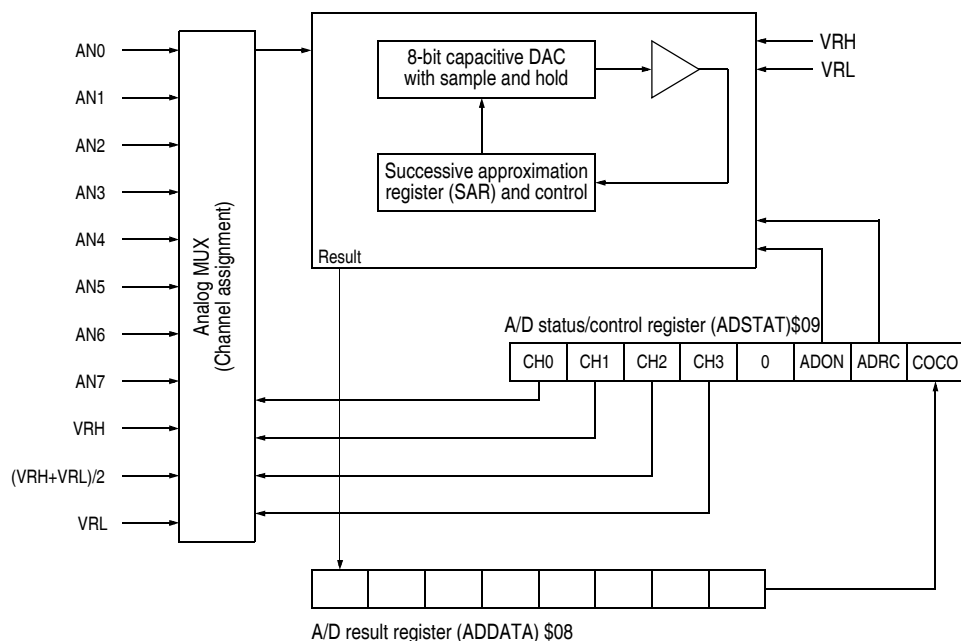 AN0
AN1
AN2
AN3
AN4
AN5
AN6
AN7
VRH
(VRH+VRL)/2
VRL
Analog MUX
(Channel assignment)
8-bit capacitive DAC
with sample and hold
Successive approximation
register (SAR) and control
Result
VRH
VRL
A/D status/control register (ADSTAT)$09
CH0 CH1 CH2 CH3 0 ADON ADRC COCO
A/D result register (ADDATA) $08